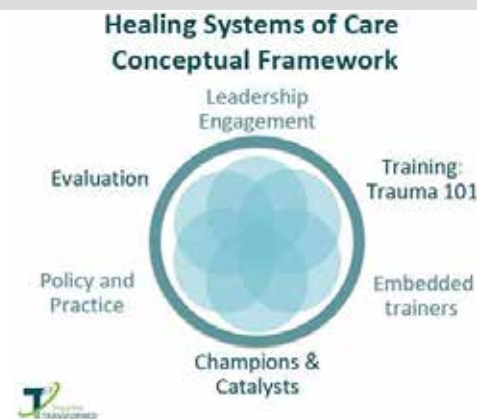 Healing Systems of Care
Conceptual Framework
Leadership
Engagement
Training:
Trauma 101
Embedded
trainers
Champions &
Catalysts
Policy and
Practice
Evaluation
TRANSFORMED